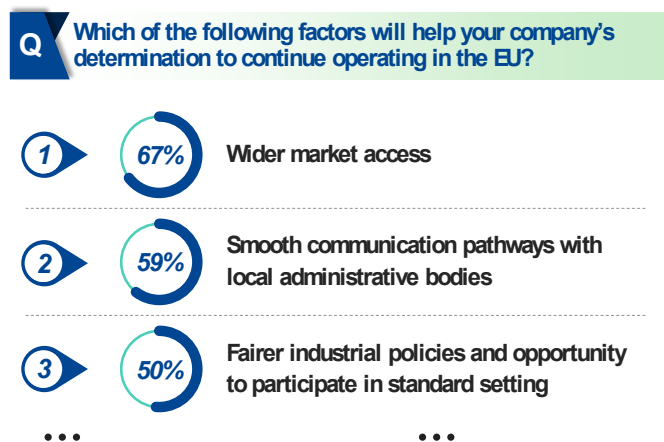 Q
Which of the following factors will help your company’s
determination to continue operating in the EU?
1
67%
Wider market access
2
59%
Smooth communication pathways with
local administrative bodies
3
50%
Fairer industrial policies and opportunity
to participate in standard setting
••• •••